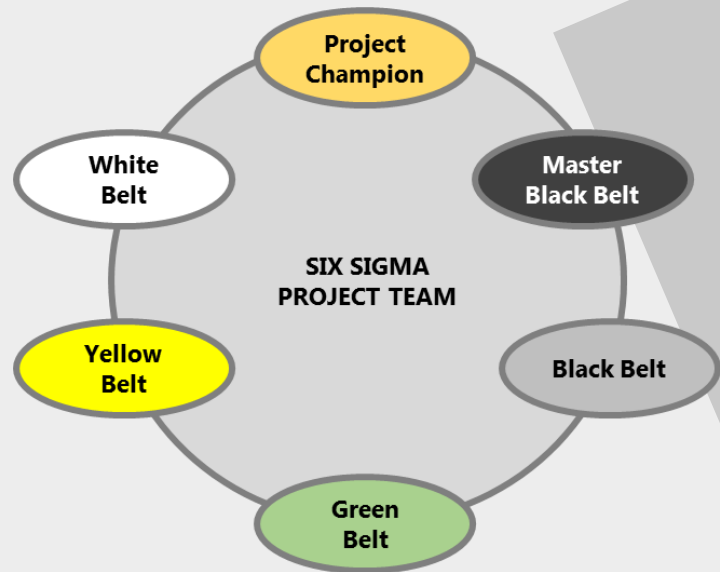 Project
Champion
White
Belt
Master
Black Belt
SIX SIGMA
PROJECT TEAM
Yellow
Belt
Black Belt
Green
Belt